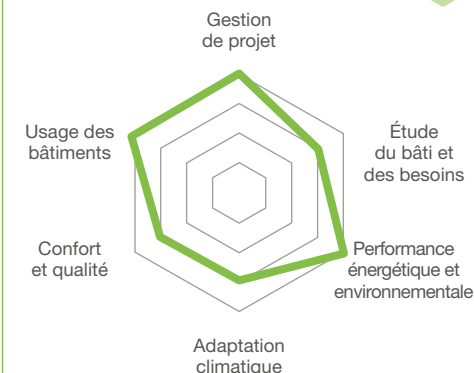 Gestion
de projet
Étude
du bâti et
des besoins
Performance
énergétique et
environnementale
Adaptation
climatique
Confort
et qualité
Usage des
bâtiments